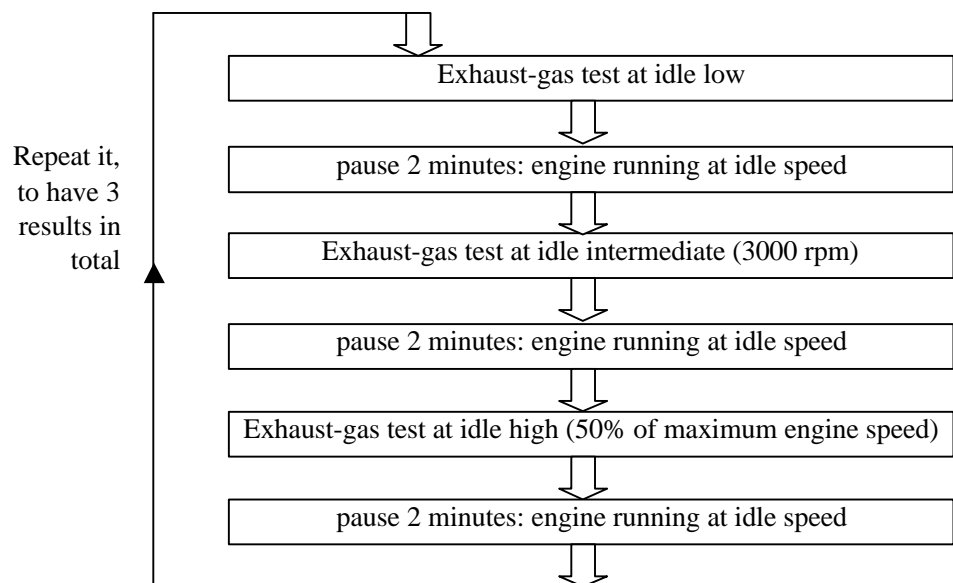 Exhaust-gas test at idle low
pause 2 minutes: engine running at idle speed
Repeat it,
to have 3
results in
total
Exhaust-gas test at idle intermediate (3000 rpm)
pause 2 minutes: engine running at idle speed
Exhaust-gas test at idle high (50% of maximum engine speed)
pause 2 minutes: engine running at idle speed